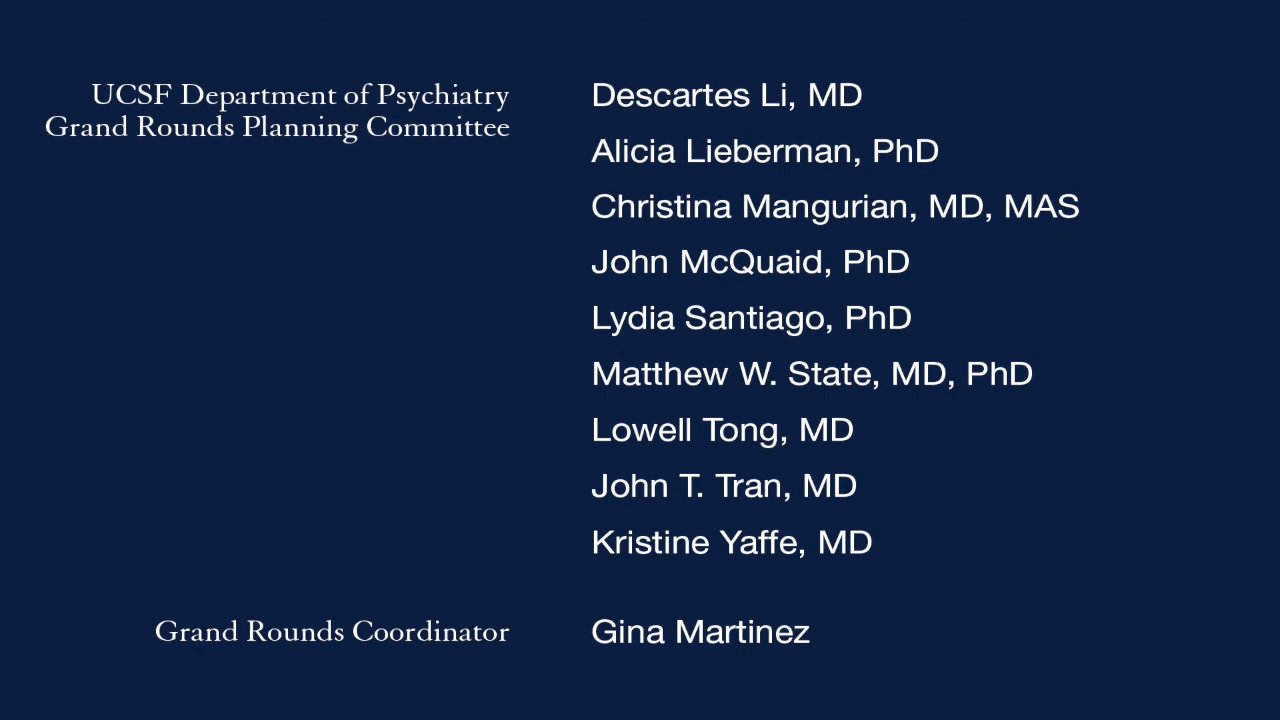 UCSF Department of Psychiatry
Grand Rounds Planning Committee
Descartes Li, MD
Alicia Lieberman, PhD
Christina Mangurian, MD, MAS
John McQuaid, PhD
Lydia Santiago, PhD
Matthew W. State, MD, PhD
Lowell Tong, MD
John T. Tran, MD
Kristine Yaffe, MD
Grand Rounds Coordinator
Gina Martinez